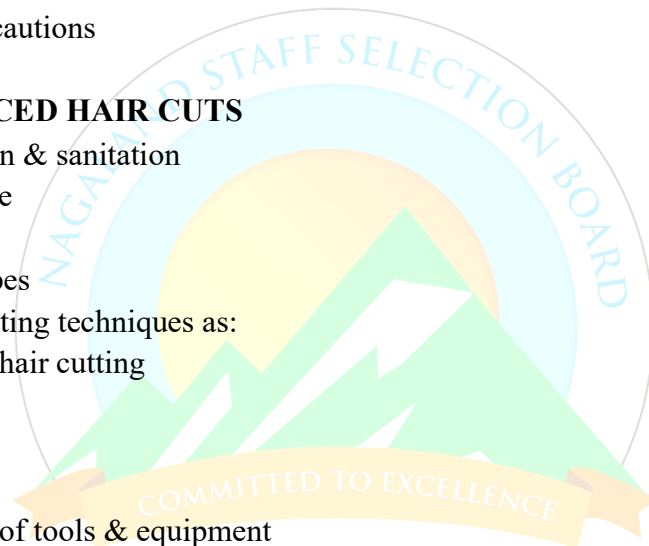 cautions
NAGALAND STAFF SELECTION BOARD
CED HAIR CUTS
n & sanitation
e
pes
ting techniques as:
hair cutting
COMMITTED TO EXCELLENCE
of tools & equipment